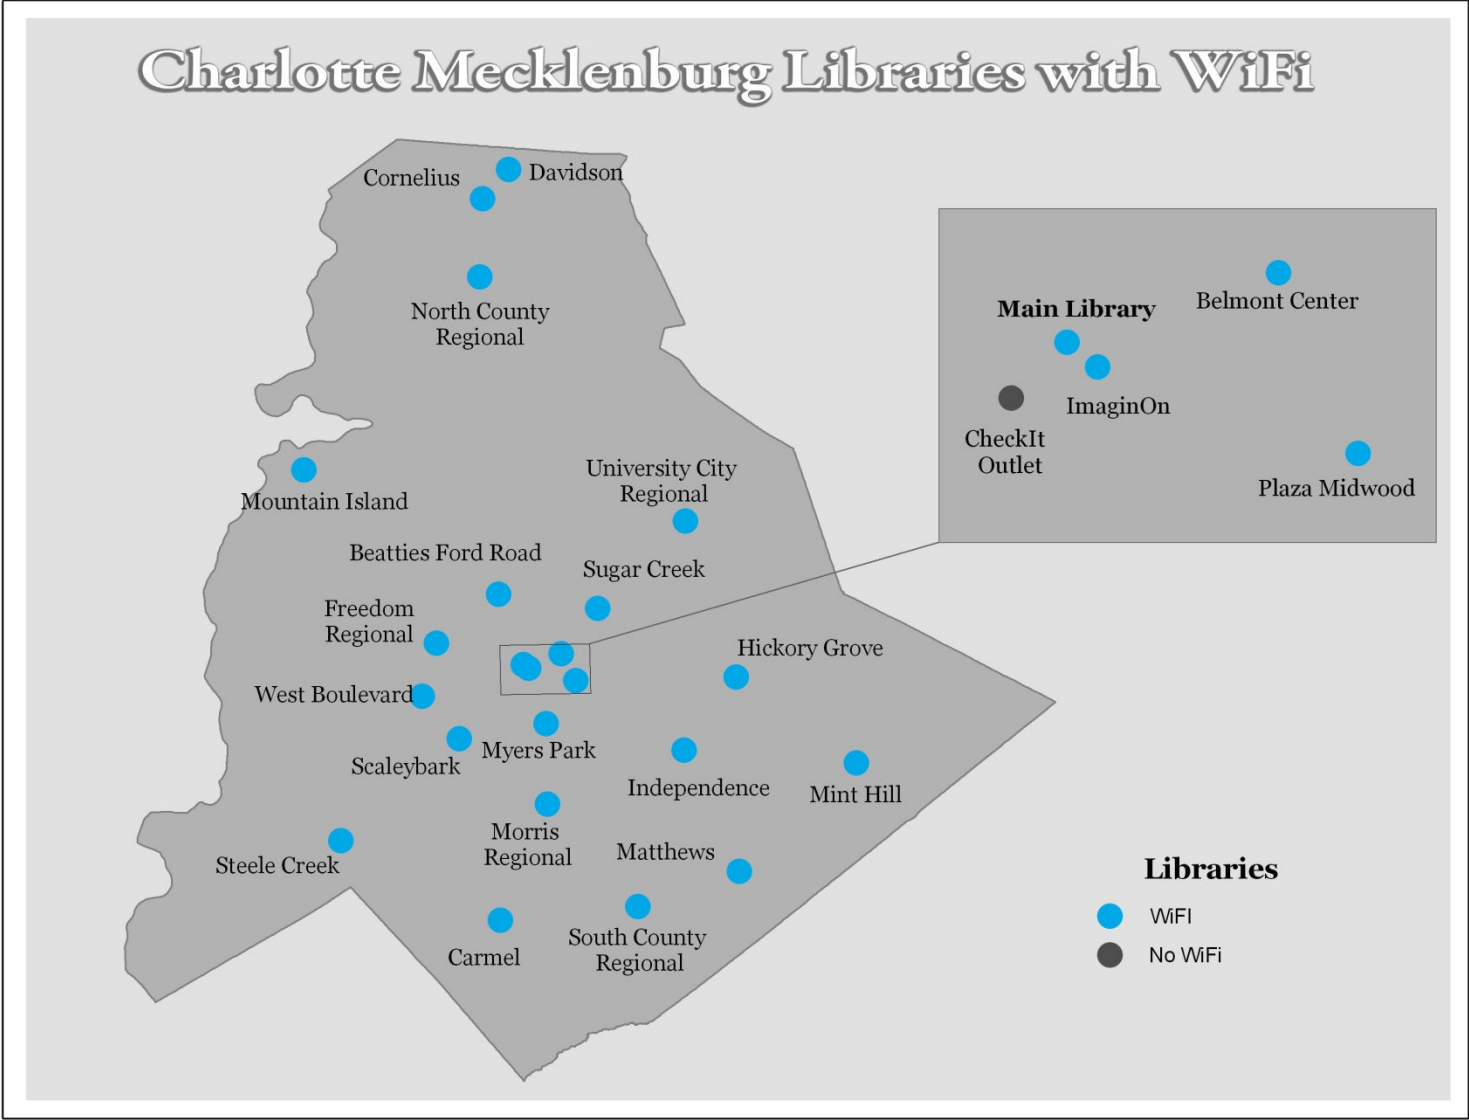 Charlotte Mecklenburg Libraries with WiFi
Cornelius
Davidson
North County
Regional
Mountain Island
University City
Regional
Beatties Ford Road
Sugar Creek
Freedom
Regional
Hickory Grove
West Boulevard
Scaleybark
Myers Park
Independence
Mint Hill
Morris
Regional
Matthews
Steele Creek
Carmel
South County
Regional
Belmont Center
Main Library
ImaginOn
CheckIt
Outlet
Plaza Midwood
Libraries
WiFI
No WiFi